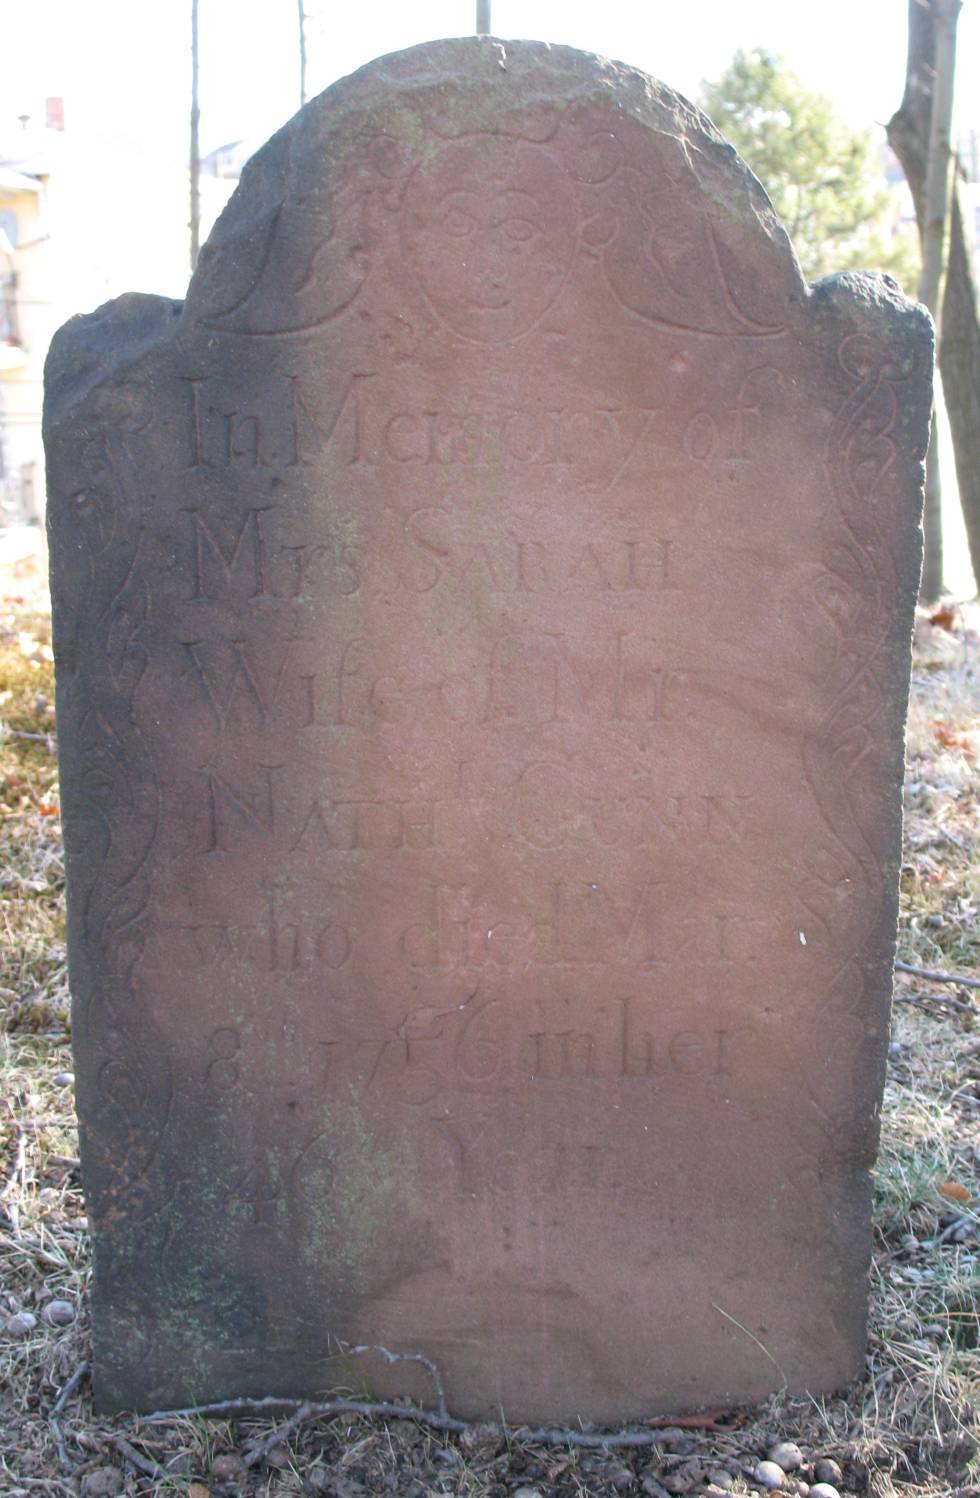 In Memory of
Mrs SARAH
Wife of Mr.
NATHL GUNN
who died Mar.
8 1756 in her
46 Year